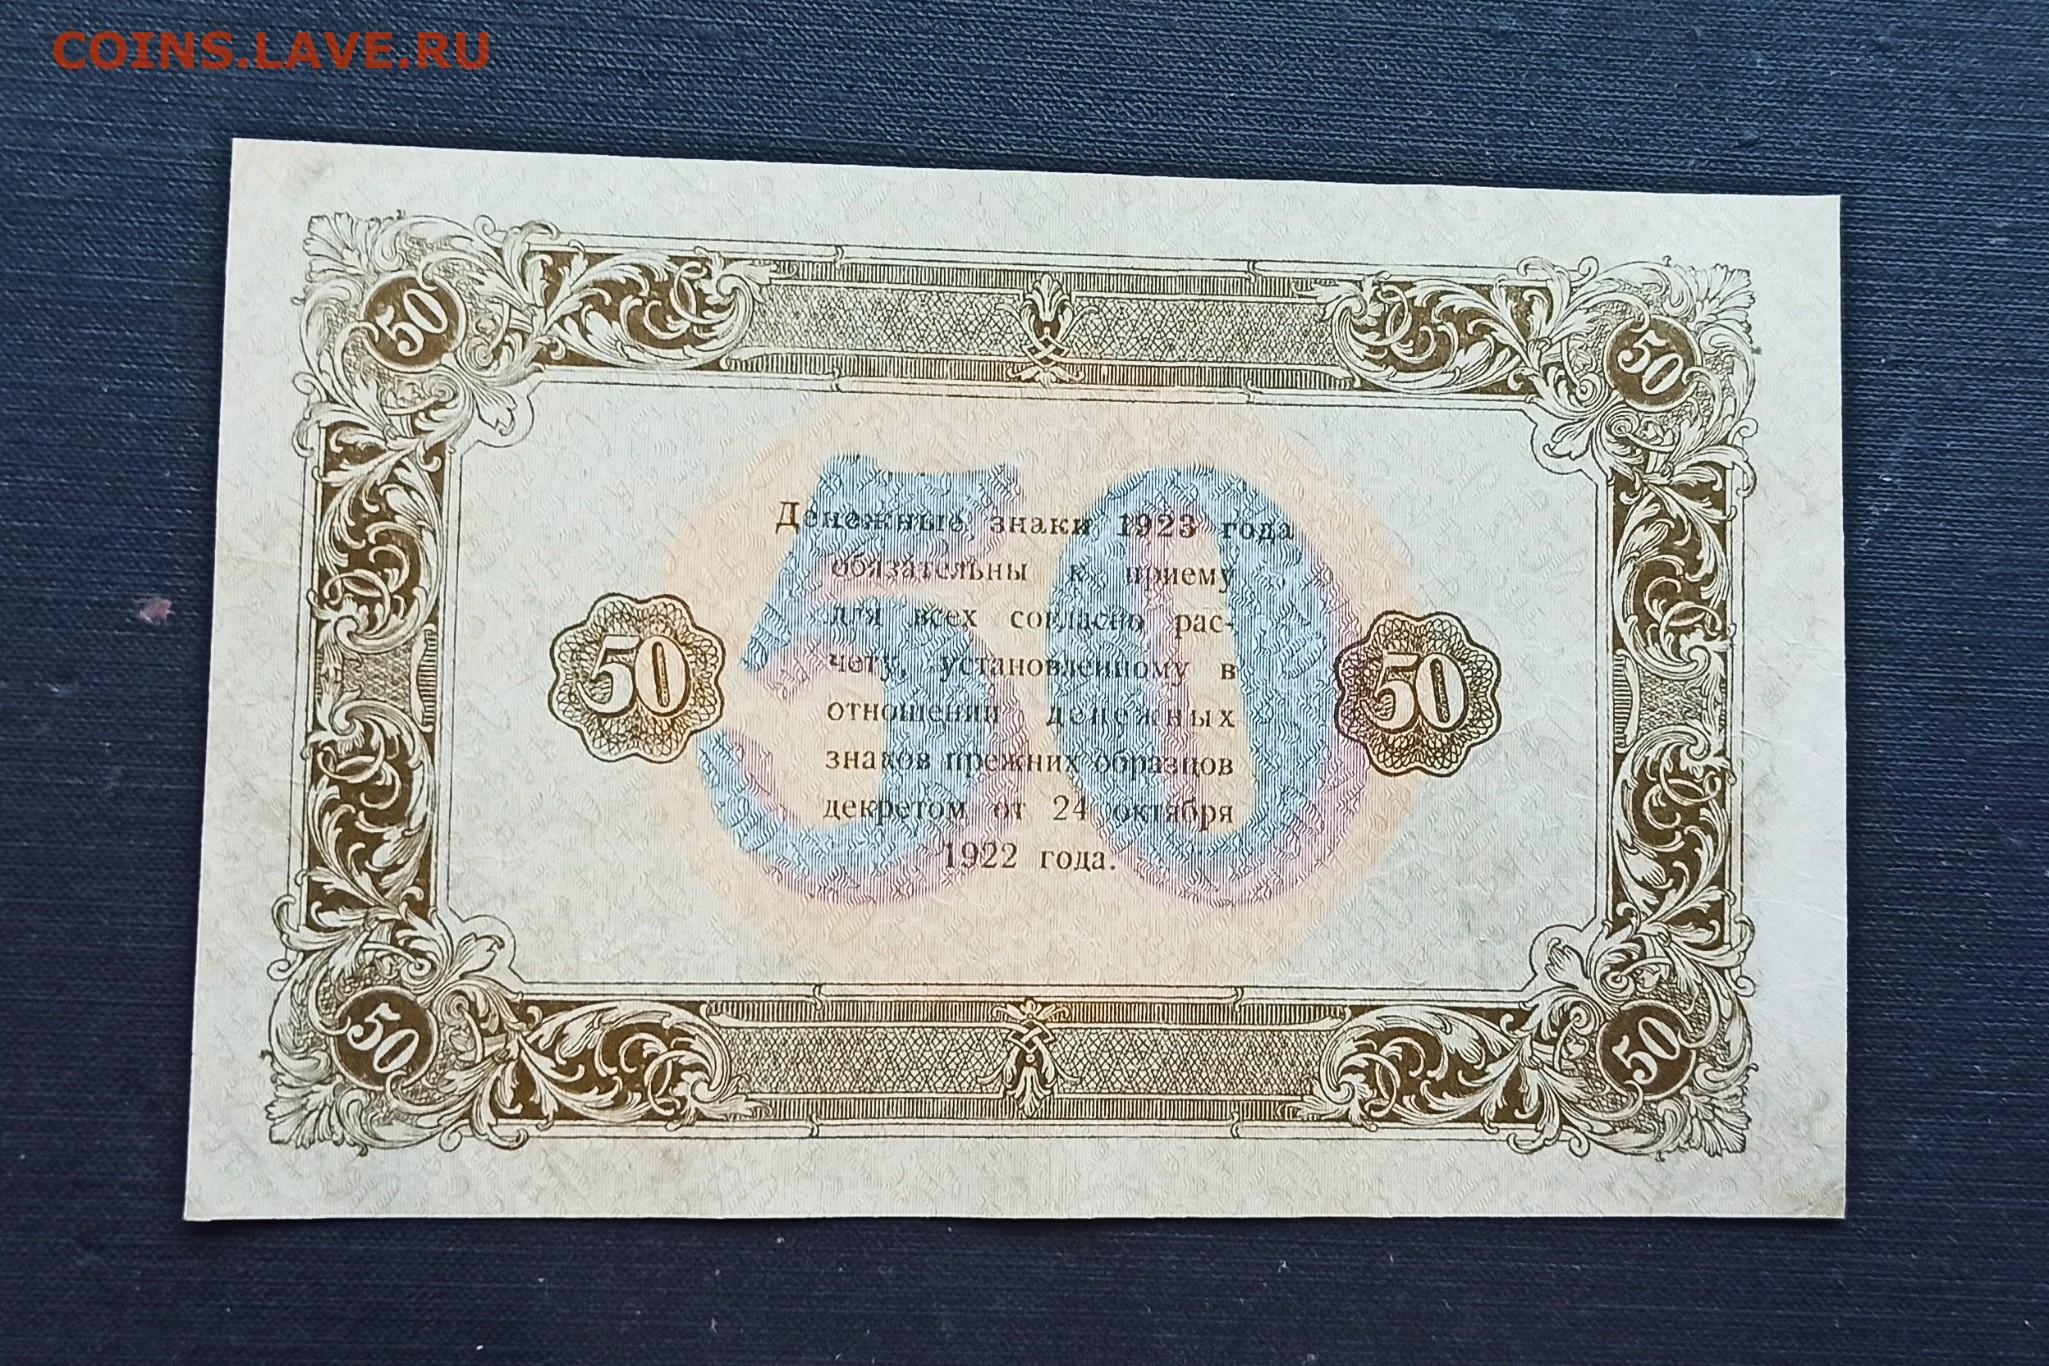 COINS.LAVE.RU
50 50
Денежные знаки 1923 года
обязательны к приему
для всех согласно рас-
чету, установленному в
отношении денежных
знаков прежних образцов
декретом от 24 октября
1922 года.
50
50 50
50 50